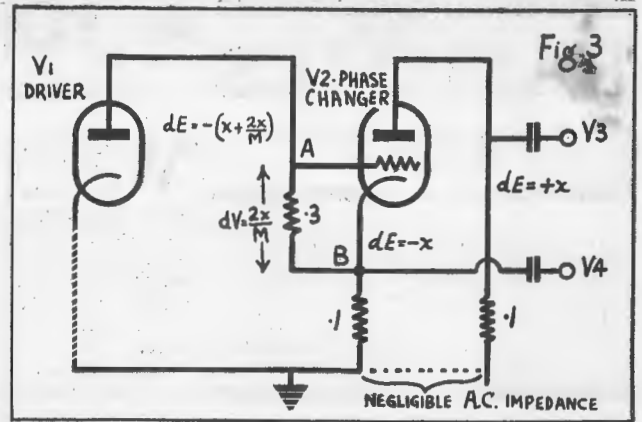 Fig. 3
V1
DRIVER
V2-PHASE
CHANGER
dE=-(x+2x/M)
A
V3
dE=+x
dV=2x/M
.3
dE=-x
B
V4
.1
.1
NEGLIGIBLE A.C. IMPEDANCE